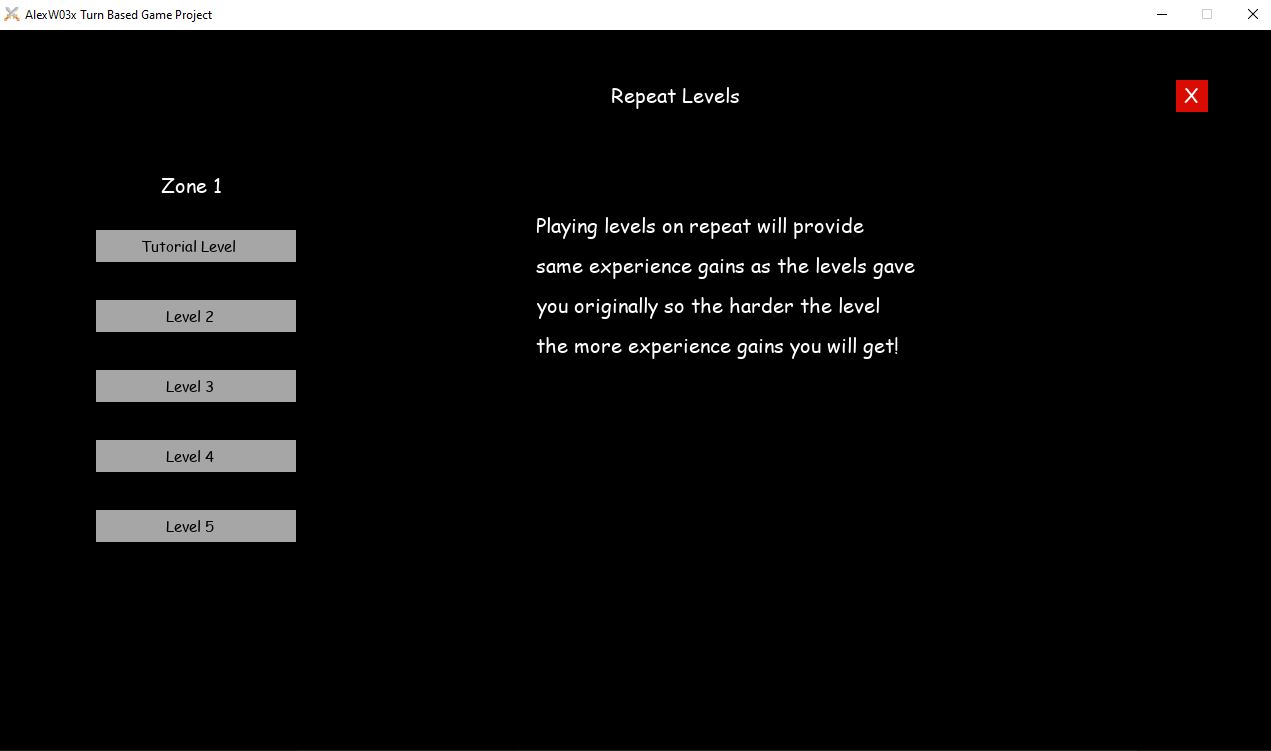 AlexW03x Turn Based Game Project
Repeat Levels
X
Zone 1
Tutorial Level
Level 2
Level 3
Level 4
Level 5
Playing levels on repeat will provide
same experience gains as the levels gave
you originally so the harder the level
the more experience gains you will get!